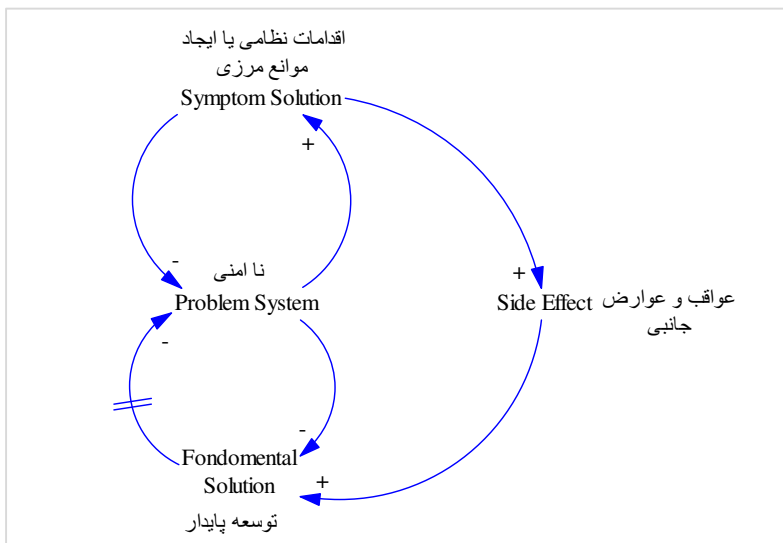 اقدامات نظامی یا ایجاد
موانع مرزی
Symptom Solution
+
-
نا امنی
Problem System
+
Side Effect
عواقب و عوارض
جانبی
-
-
Fondomental
Solution
+
توسعه پایدار